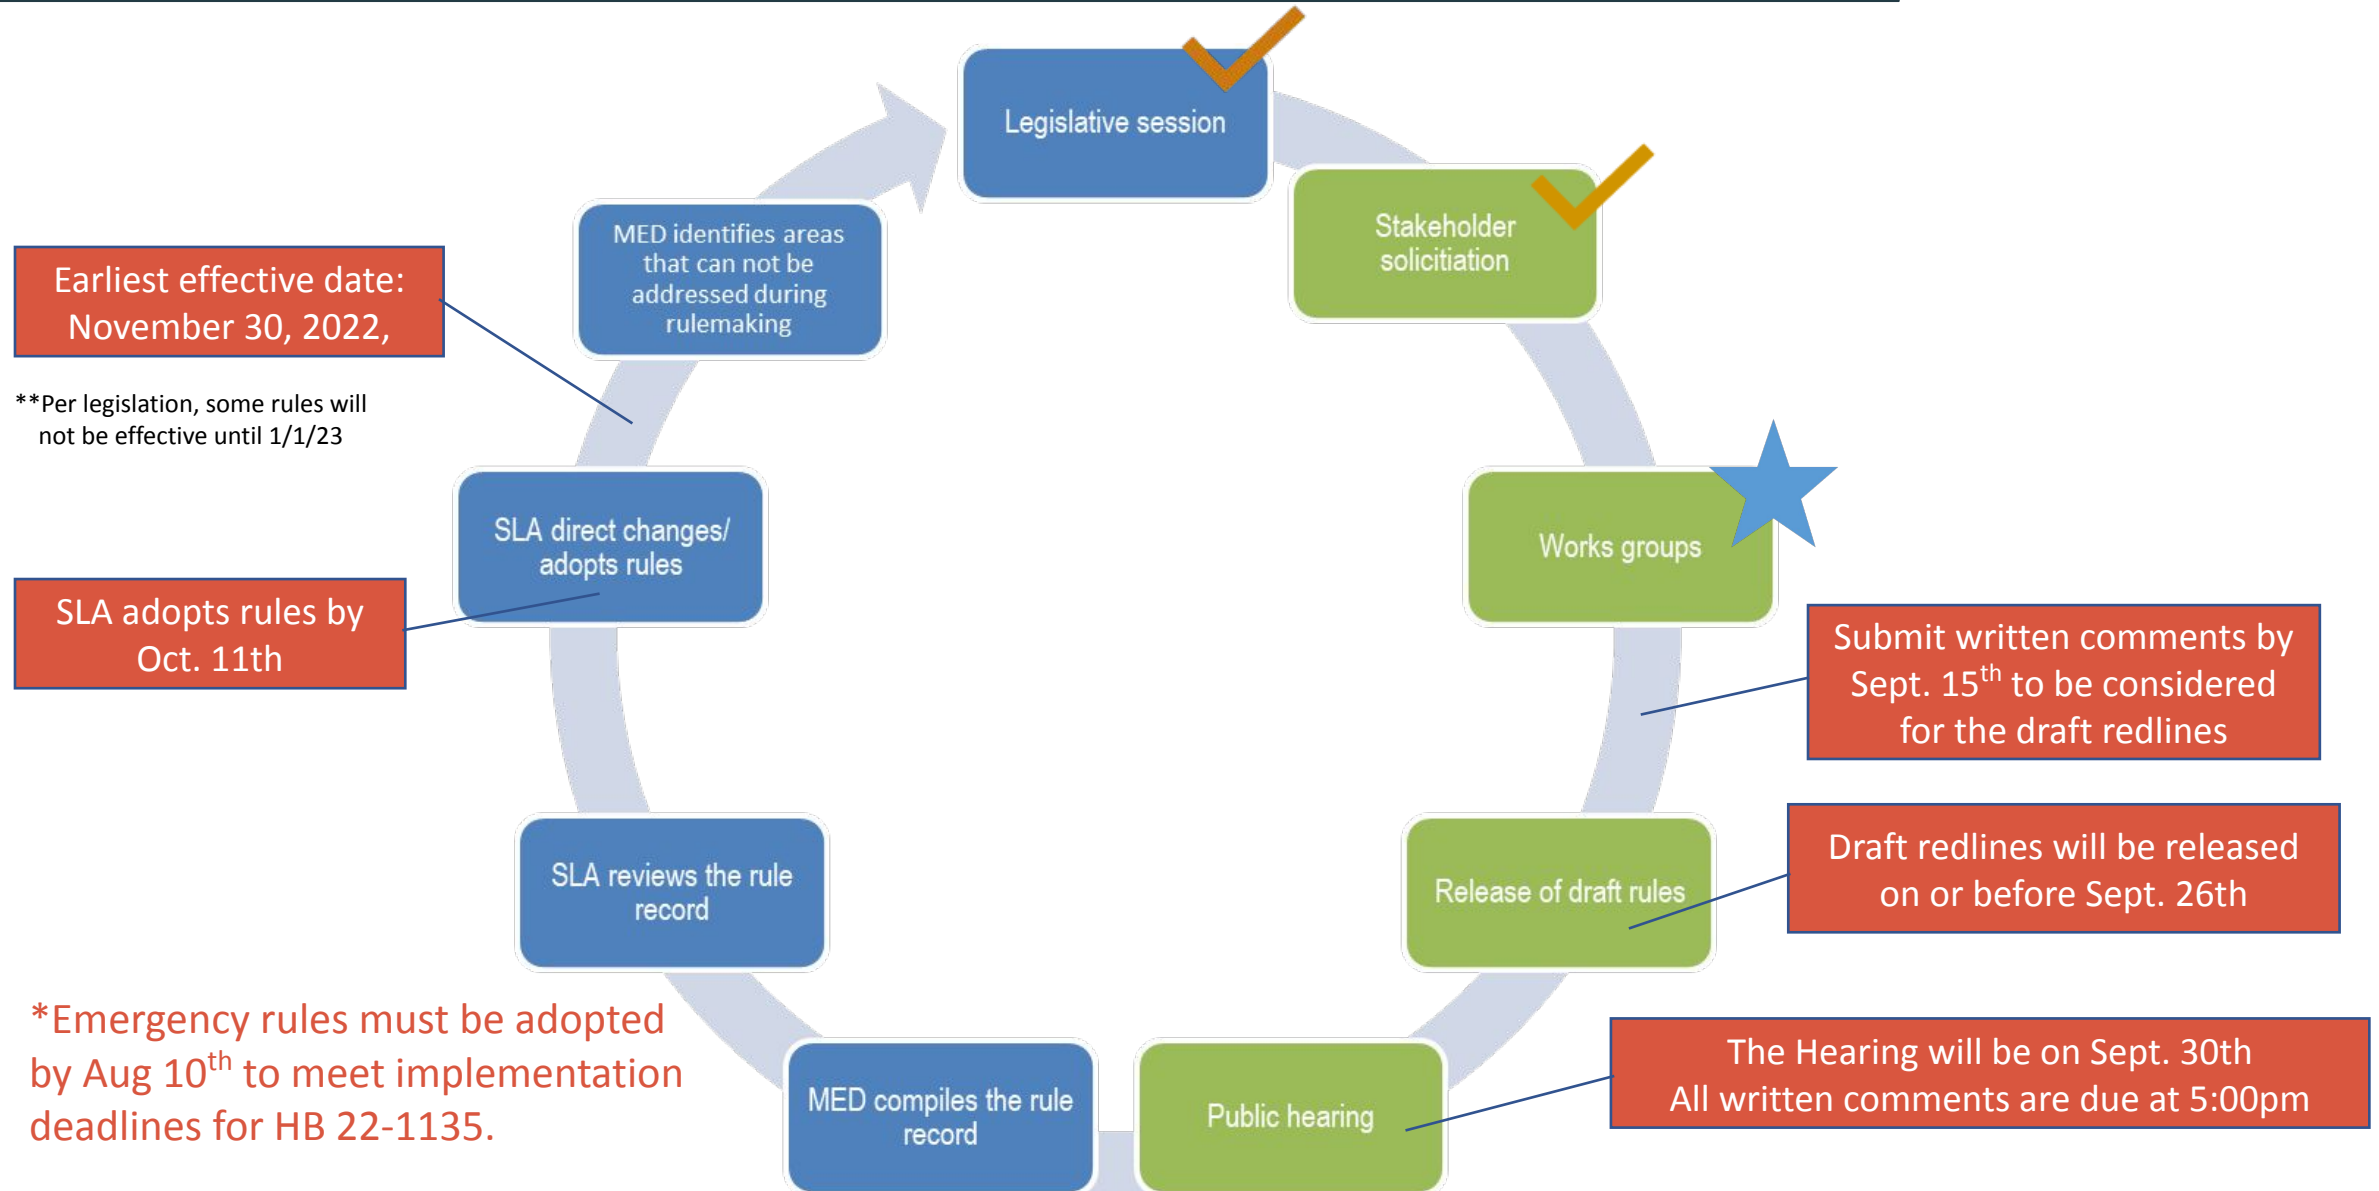 Legislative session
Stakeholder
solicitiation
Works groups
Submit written comments by
Sept. 15th to be considered
for the draft redlines
Release of draft rules
Draft redlines will be released
on or before Sept. 26th
Public hearing
The Hearing will be on Sept. 30th
All written comments are due at 5:00pm
MED compiles the rule
record
SLA reviews the rule
record
SLA direct changes/
adopts rules
SLA adopts rules by
Oct. 11th
MED identifies areas
that can not be
addressed during
rulemaking
Earliest effective date:
November 30, 2022,
**Per legislation, some rules will
not be effective until 1/1/23
*Emergency rules must be adopted
by Aug 10th to meet implementation
deadlines for HB 22-1135.